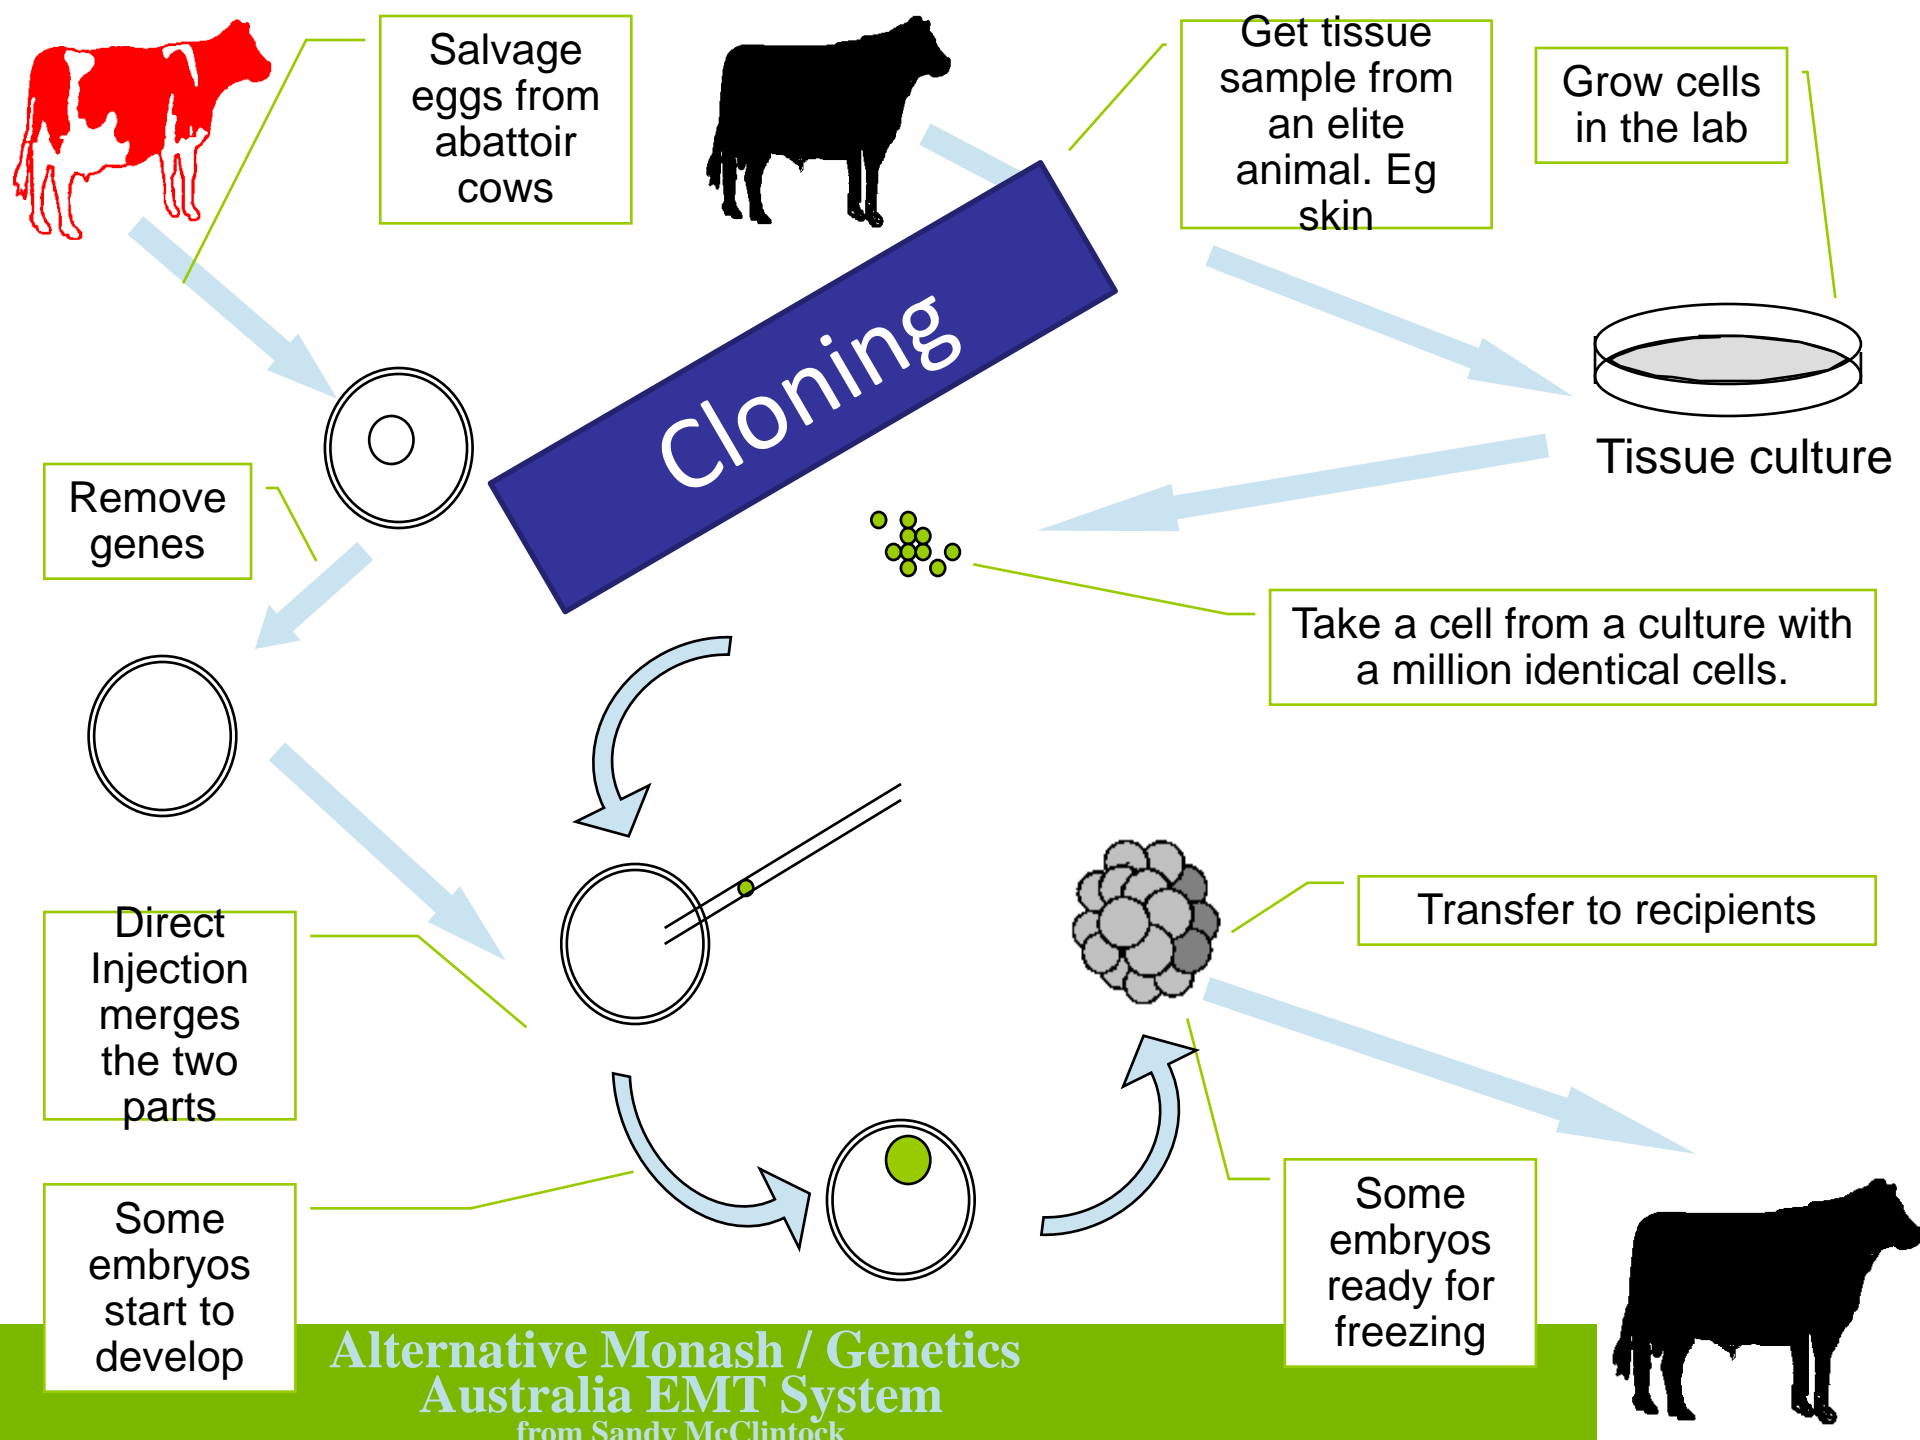 Salvage
eggs from
abattoir
cows
Get tissue
sample from
an elite
animal. Eg
skin
Grow cells
in the lab
Cloning
Tissue culture
Remove
genes
Take a cell from a culture with
a million identical cells.
Direct
Injection
merges
the two
parts
Transfer to recipients
Some
embryos
start to
develop
Some
embryos
ready for
freezing
Alternative Monash / Genetics
Australia EMT System
from Sandy McClintock